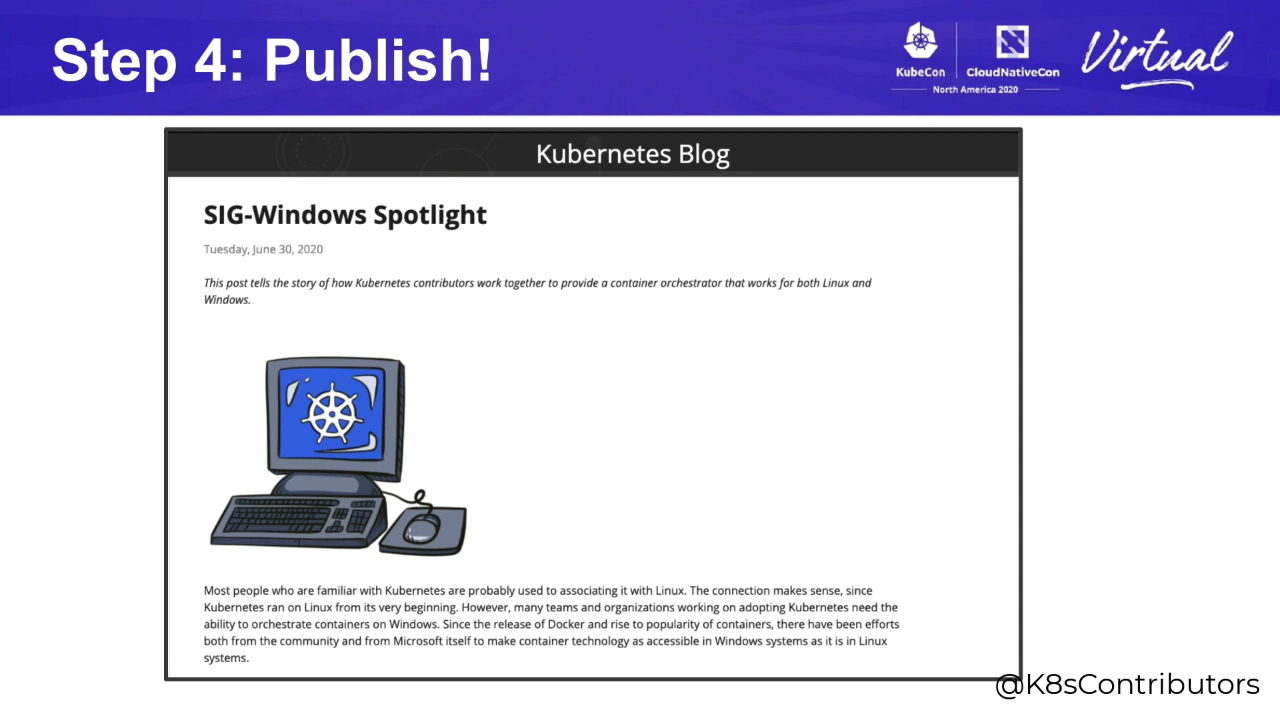 Step 4: Publish!
KubeCon
CloudNativeCon
North America 2020
Virtual
Kubernetes Blog
SIG-Windows Spotlight
Tuesday, June 30, 2020
This post tells the story of how Kubernetes contributors work together to provide a container orchestrator that works for both Linux and
Windows.
Most people who are familiar with Kubernetes are probably used to associating it with Linux. The connection makes sense, since
Kubernetes ran on Linux from its very beginning. However, many teams and organizations working on adopting Kubernetes need the
ability to orchestrate containers on Windows. Since the release of Docker and rise to popularity of containers, there have been efforts
both from the community and from Microsoft itself to make container technology as accessible in Windows systems as it is in Linux
systems.
@K8sContributors